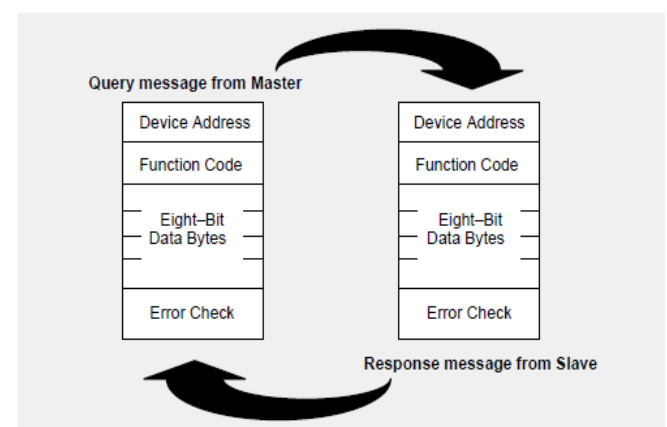 Query message from Master
Device Address
Function Code
Eight–Bit
Data Bytes
Error Check
Device Address
Function Code
Eight–Bit
Data Bytes
Error Check
Response message from Slave